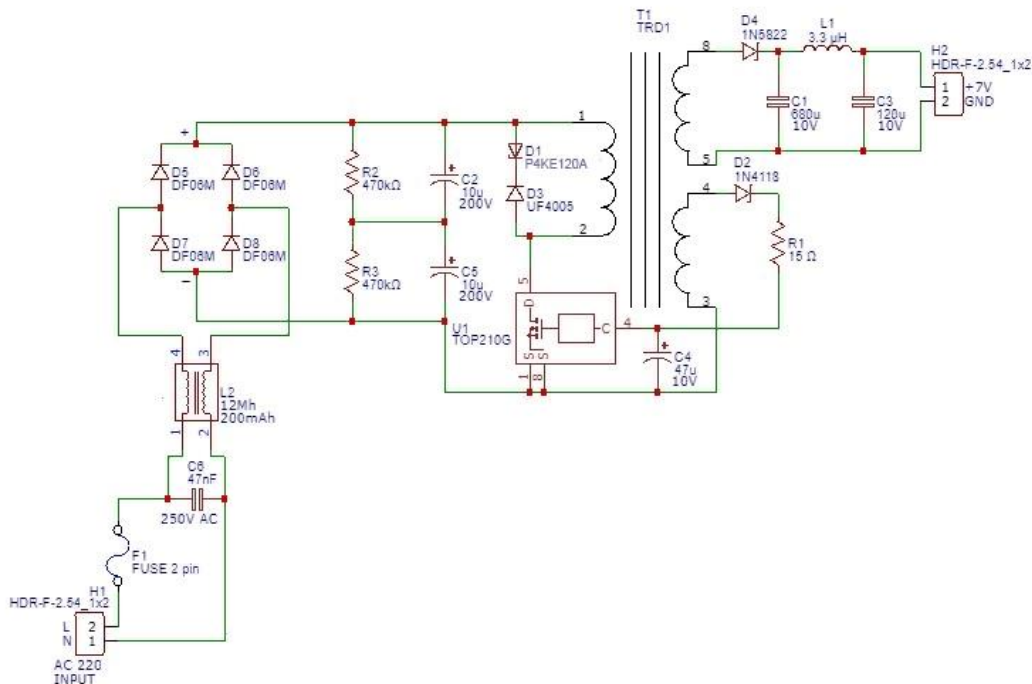 T1
TRD1
8
D4
1N5822
L1
3.3 µH
H2
HDR-F-2.54_1x2
1
2
+7V
GND
C1
680u
10V
C3
120u
10V
5
+
D5
DF06M
D6
DF06M
D7
DF06M
D8
DF06M
-
R2
470kΩ
R3
470kΩ
+
C2
10u
200V
+
C5
10u
200V
1
D1
P4KE120A
D3
UF4005
2
4
D2
1N4118
R1
15 Ω
3
5
D
U1
TOP210G
C
4
S
S
1
8
+
C4
47u
10V
4
3
L2
12Mh
200mAh
1
2
C6
47nF
250V AC
F1
FUSE 2 pin
H1
HDR-F-2.54_1x2
L
N
2
1
AC 220
INPUT